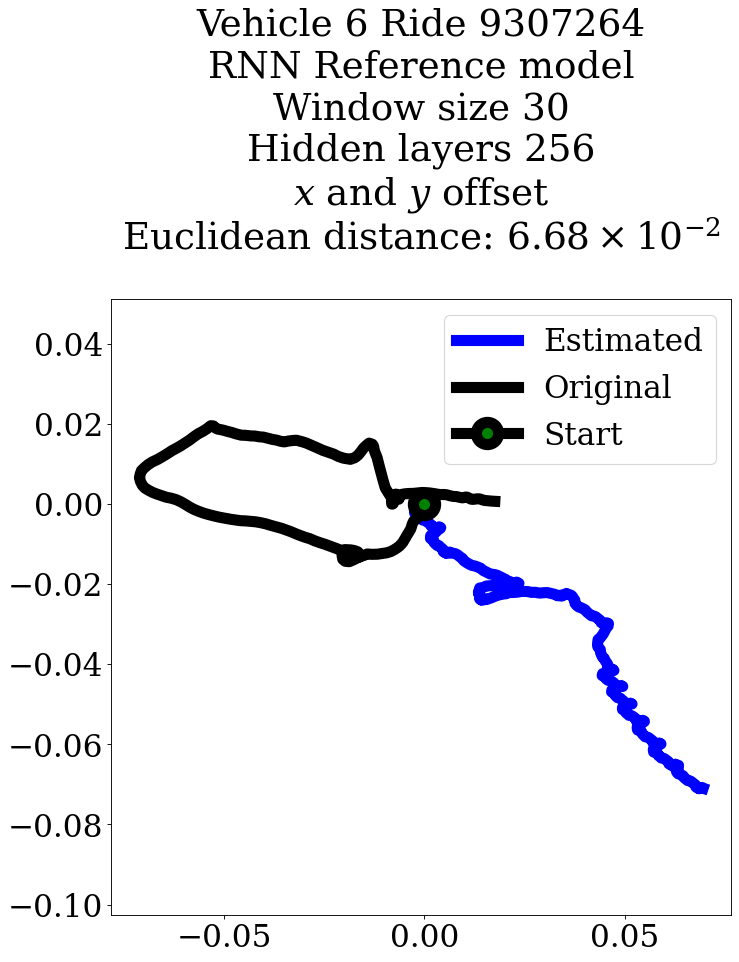 Vehicle 6 Ride 9307264
RNN Reference model
Window size 30
Hidden layers 256
x and y offset
Euclidean distance: 6.68 × 10⁻²
Estimated
Original
Start
0.04
0.02
0.00
−0.02
−0.04
−0.06
−0.08
−0.10
−0.05 0.00 0.05